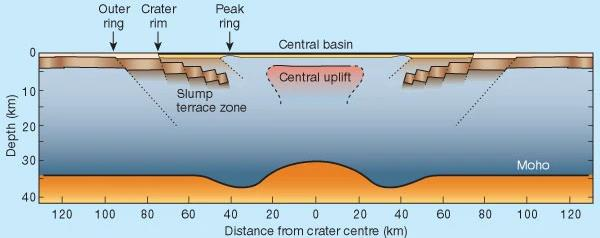 Outer
ring
Crater
rim
Peak
ring
Central basin
Central uplift
Slump
terrace zone
Moho
Depth (km)
0
10
20
30
40
120 100 80 60 40 20 0 20 40 60 80 100 120
Distance from crater centre (km)